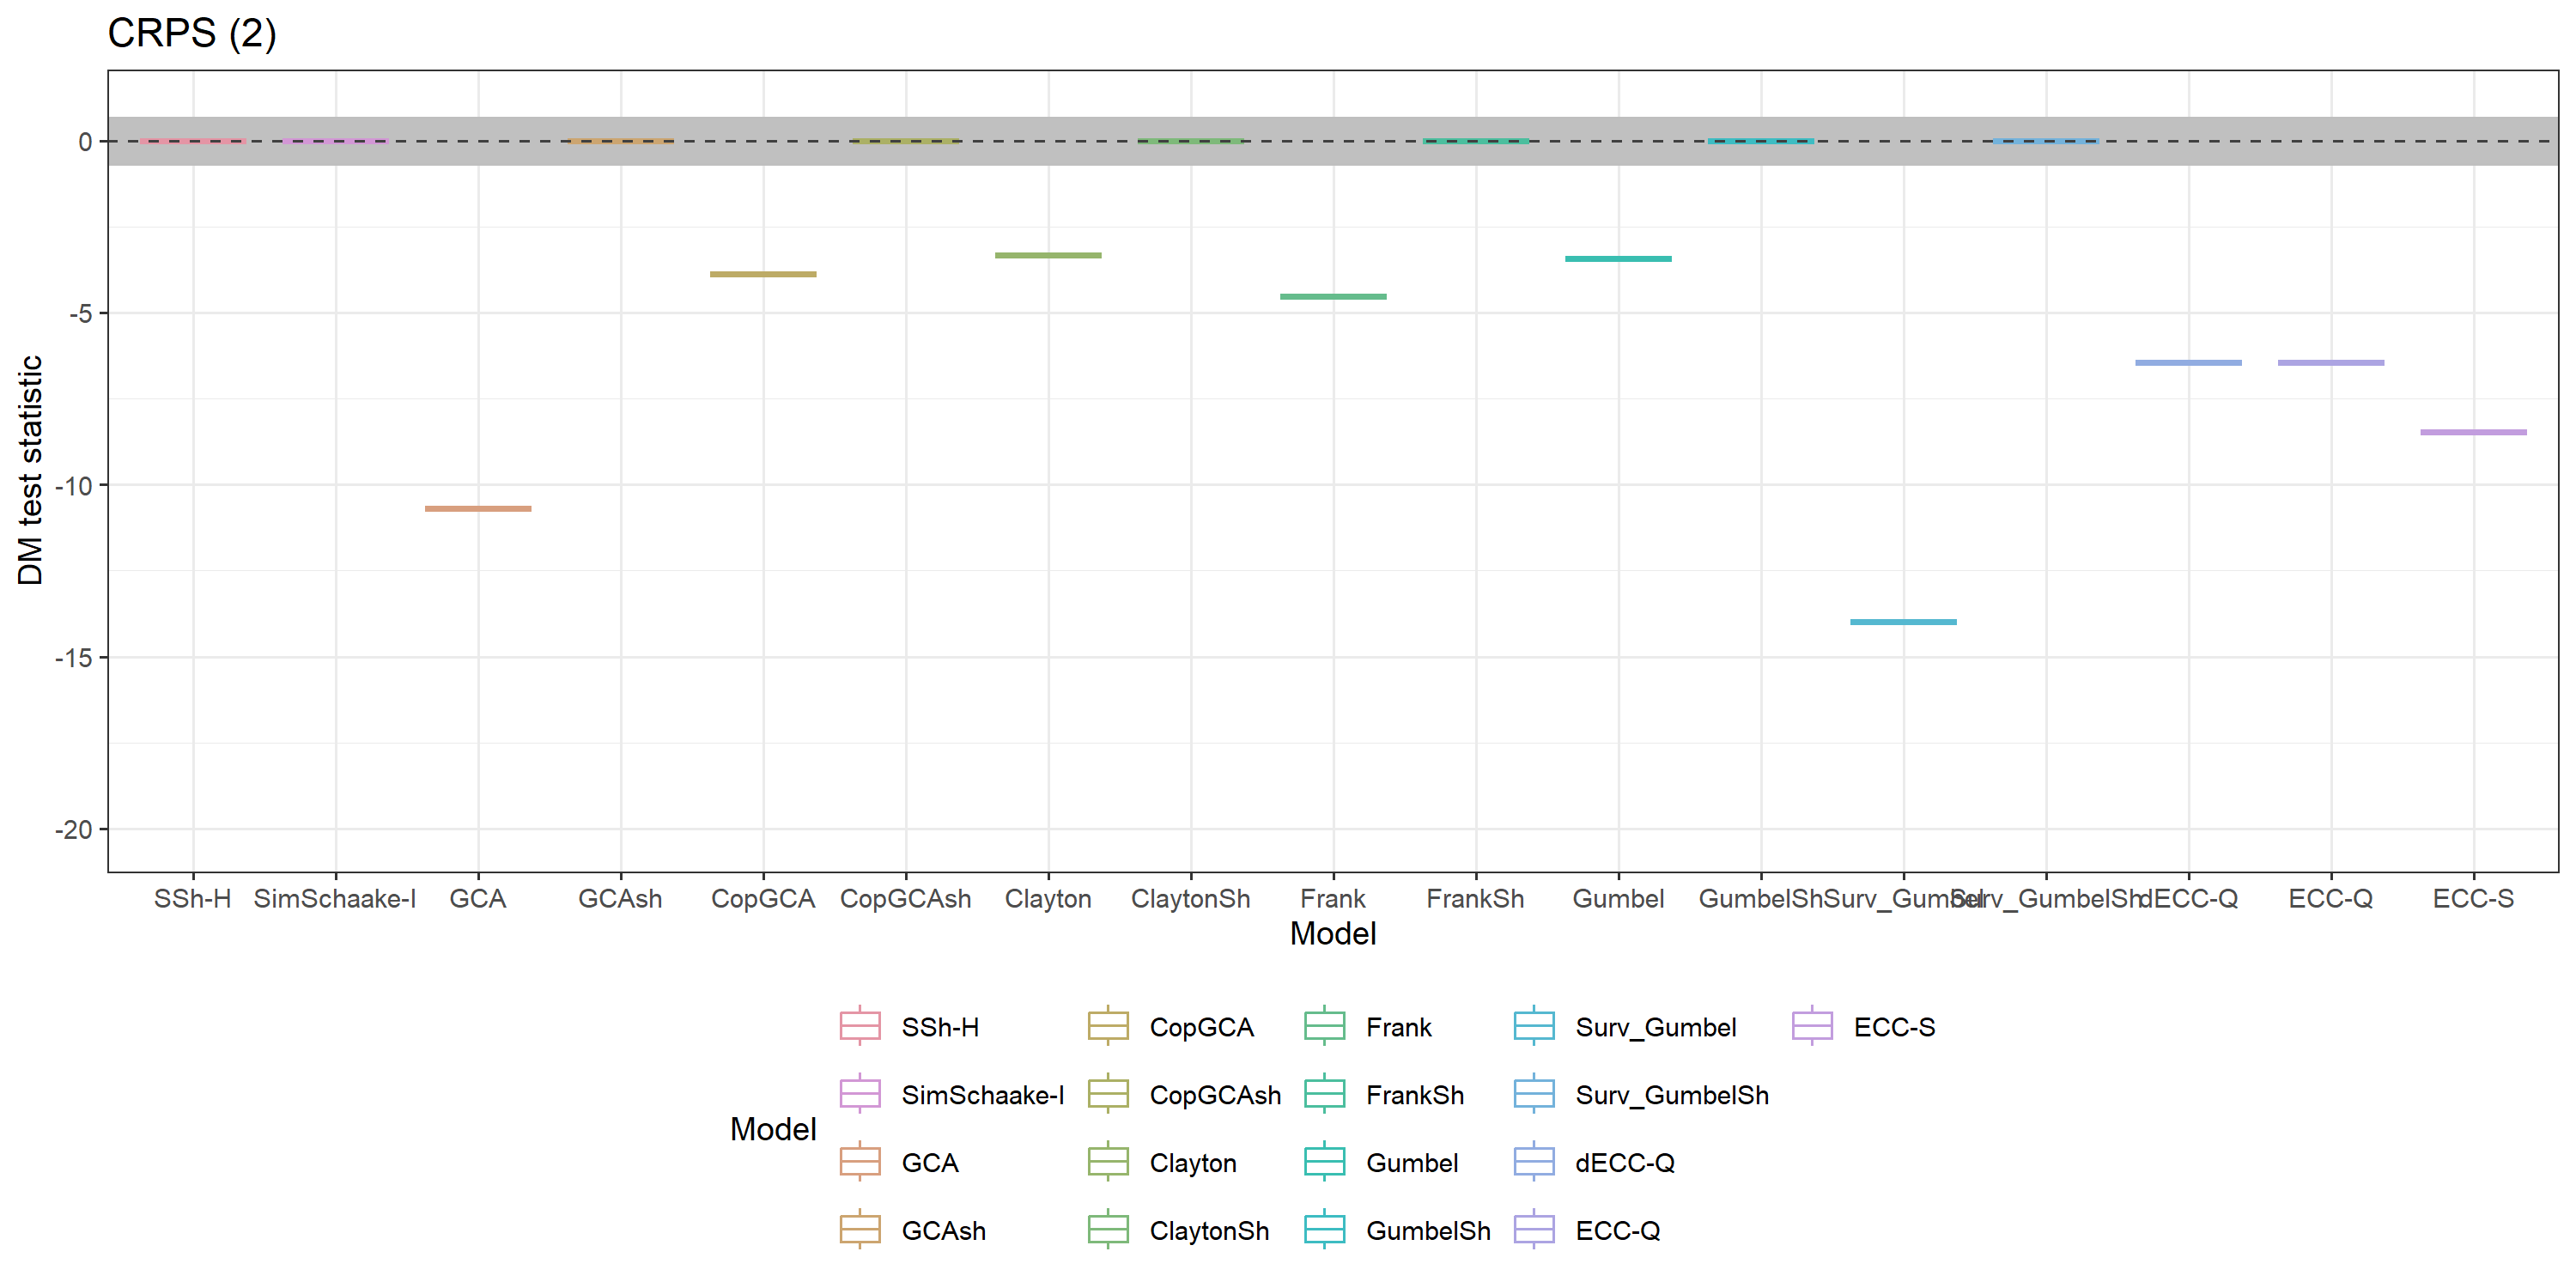 CRPS (2)
DM test statistic
0
-5
-10
-15
-20
SSh-H SimSchaake-I GCA GCAsh CopGCA CopGCAsh Clayton ClaytonSh Frank FrankSh Gumbel GumbelSh Surv_Gumbel Surv_GumbelSh dECC-Q ECC-Q ECC-S
Model
Model
SSh-H CopGCA Frank Surv_Gumbel ECC-S
SimSchaake-I CopGCAsh FrankSh Surv_GumbelSh
GCA Clayton Gumbel dECC-Q
GCAsh ClaytonSh GumbelSh ECC-Q